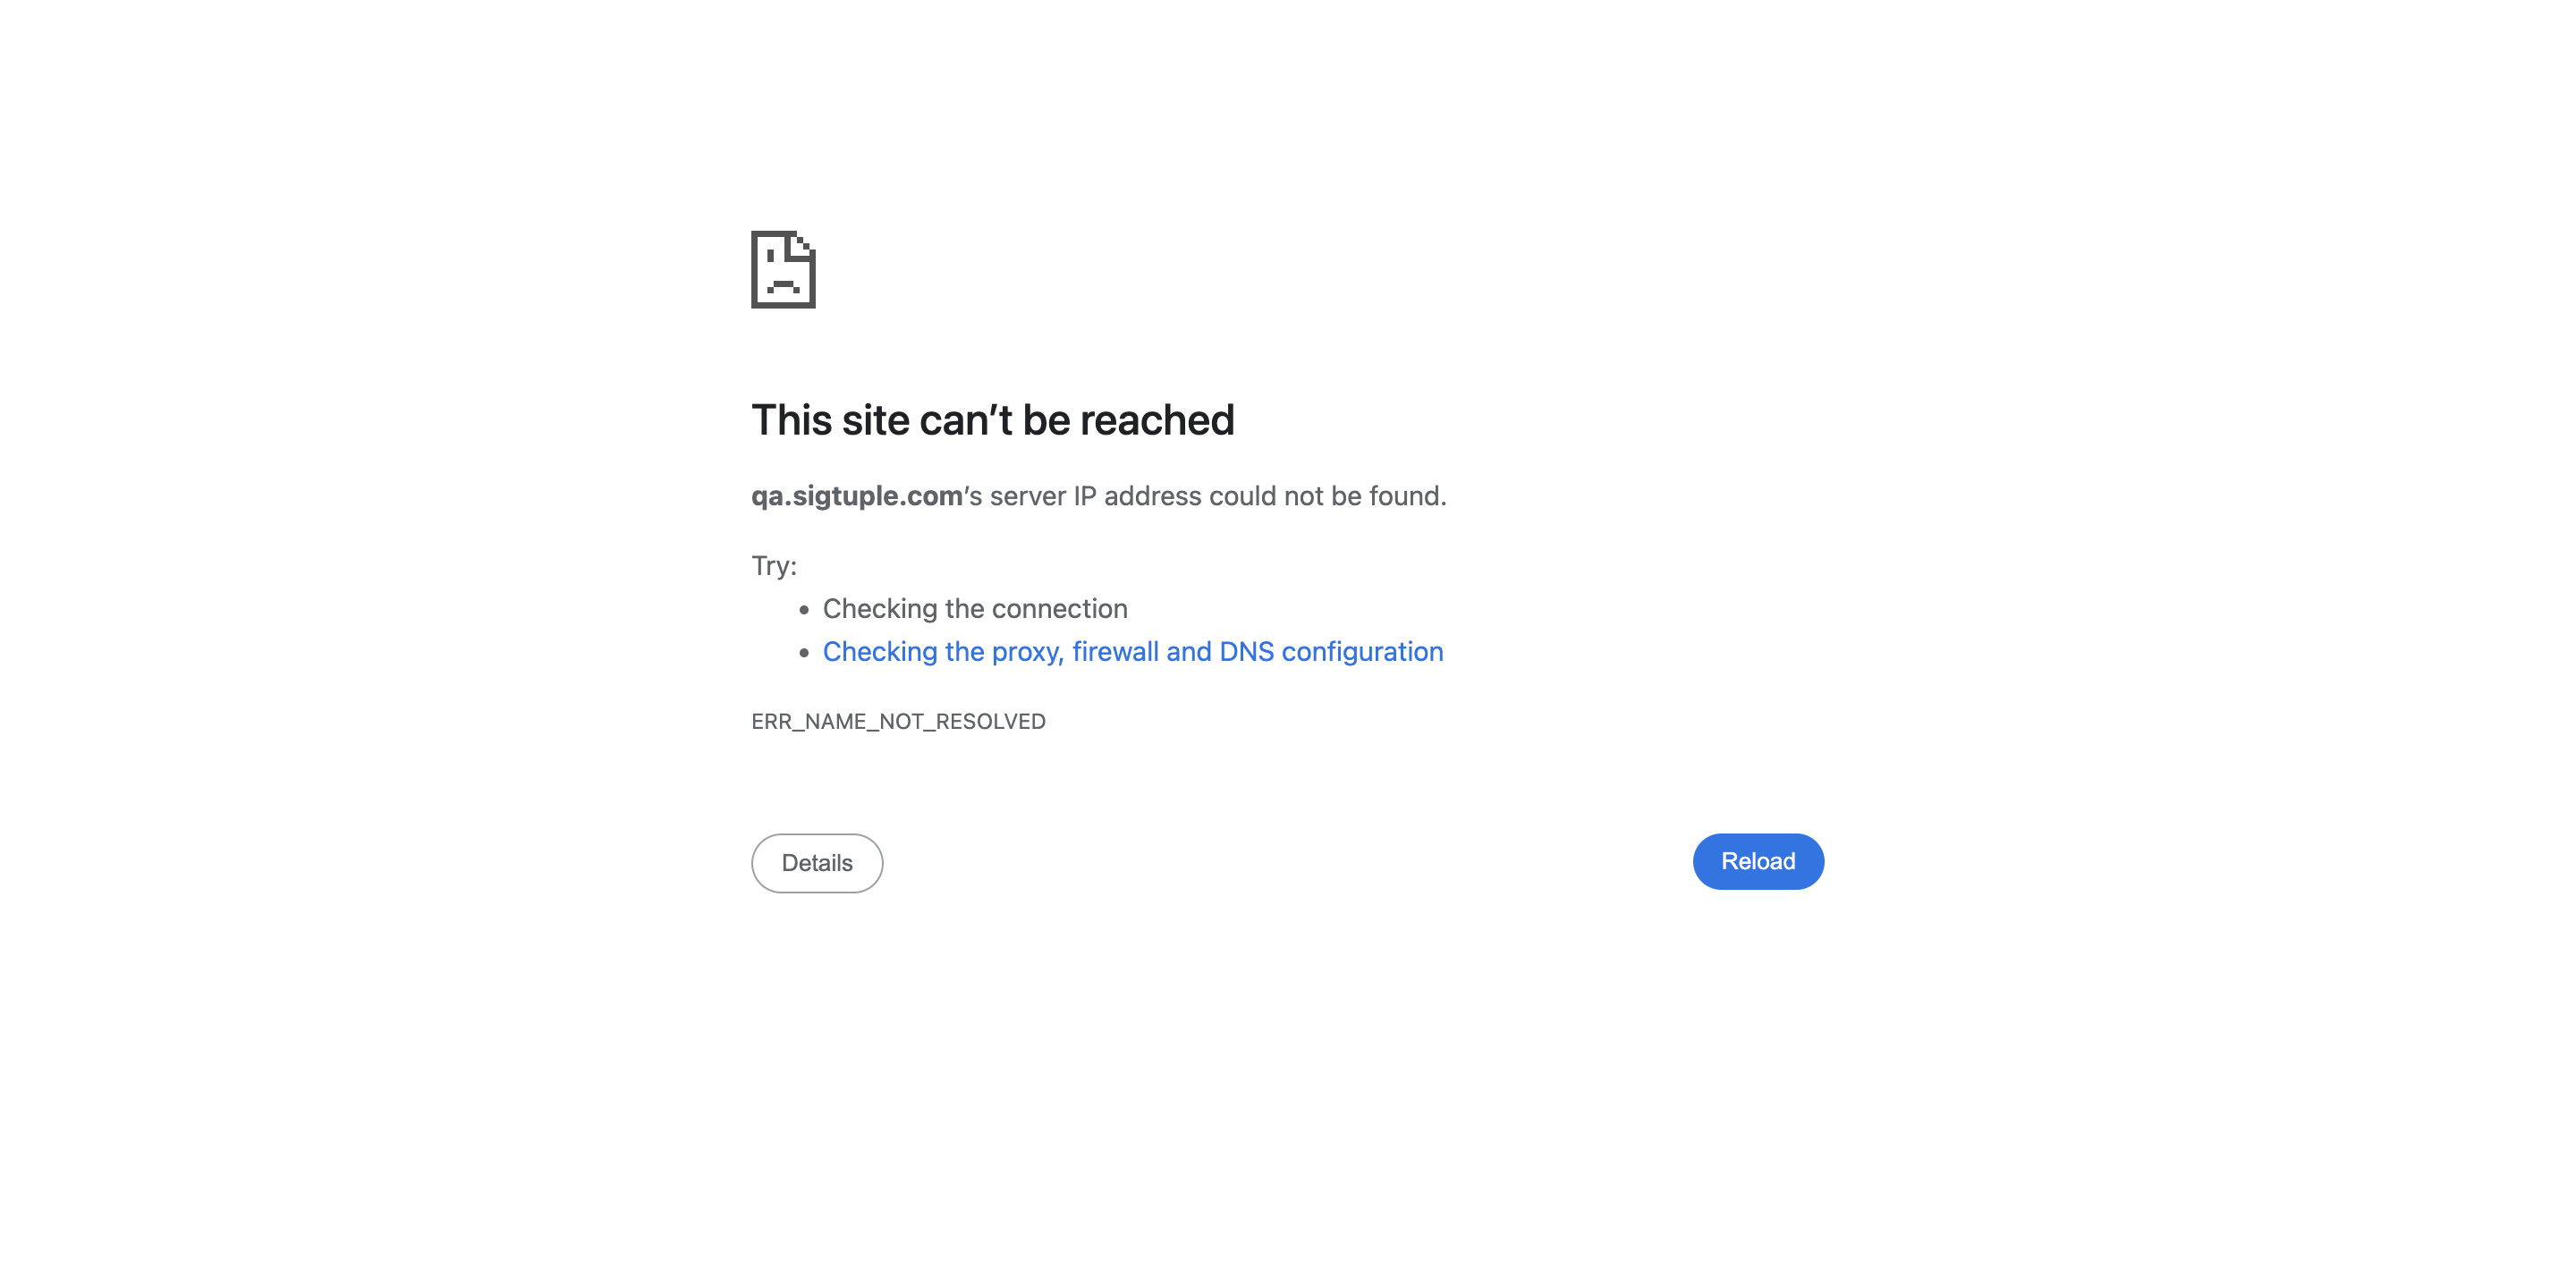 This site can’t be reached
qa.sigtuple.com’s server IP address could not be found.
Try:
• Checking the connection
• Checking the proxy, firewall and DNS configuration
ERR_NAME_NOT_RESOLVED
Details
Reload